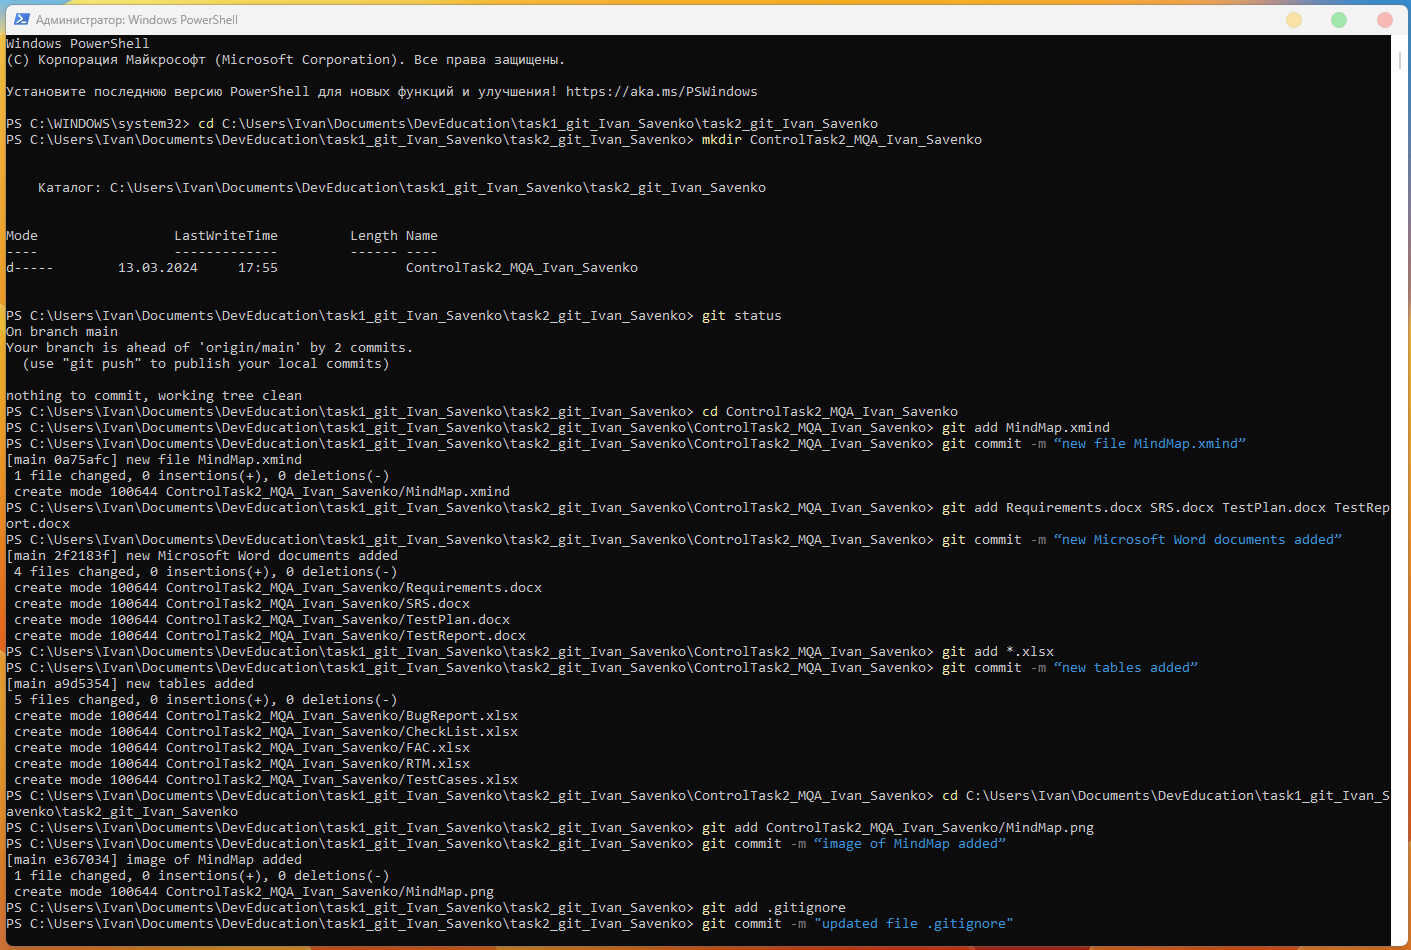 Администратор: Windows PowerShell
Windows PowerShell
(C) Корпорация Майкрософт (Microsoft Corporation). Все права защищены.
Установите последнюю версию PowerShell для новых функций и улучшения! https://aka.ms/PSWindows
PS C:\WINDOWS\system32> cd C:\Users\Ivan\Documents\DevEducation\task1_git_Ivan_Savenko\task2_git_Ivan_Savenko
PS C:\Users\Ivan\Documents\DevEducation\task1_git_Ivan_Savenko\task2_git_Ivan_Savenko> mkdir ControlTask2_MQA_Ivan_Savenko
Каталог: C:\Users\Ivan\Documents\DevEducation\task1_git_Ivan_Savenko\task2_git_Ivan_Savenko
Mode                 LastWriteTime         Length Name
----                 -------------         ------ ----
d-----        13.03.2024     17:55                ControlTask2_MQA_Ivan_Savenko
PS C:\Users\Ivan\Documents\DevEducation\task1_git_Ivan_Savenko\task2_git_Ivan_Savenko> git status
On branch main
Your branch is ahead of 'origin/main' by 2 commits.
  (use "git push" to publish your local commits)
nothing to commit, working tree clean
PS C:\Users\Ivan\Documents\DevEducation\task1_git_Ivan_Savenko\task2_git_Ivan_Savenko> cd ControlTask2_MQA_Ivan_Savenko
PS C:\Users\Ivan\Documents\DevEducation\task1_git_Ivan_Savenko\task2_git_Ivan_Savenko\ControlTask2_MQA_Ivan_Savenko> git add MindMap.xmind
PS C:\Users\Ivan\Documents\DevEducation\task1_git_Ivan_Savenko\task2_git_Ivan_Savenko\ControlTask2_MQA_Ivan_Savenko> git commit -m “new file MindMap.xmind”
[main 0a75afc] new file MindMap.xmind
 1 file changed, 0 insertions(+), 0 deletions(-)
 create mode 100644 ControlTask2_MQA_Ivan_Savenko/MindMap.xmind
PS C:\Users\Ivan\Documents\DevEducation\task1_git_Ivan_Savenko\task2_git_Ivan_Savenko\ControlTask2_MQA_Ivan_Savenko> git add Requirements.docx SRS.docx TestPlan.docx TestRep
ort.docx
PS C:\Users\Ivan\Documents\DevEducation\task1_git_Ivan_Savenko\task2_git_Ivan_Savenko\ControlTask2_MQA_Ivan_Savenko> git commit -m “new Microsoft Word documents added”
[main 2f2183f] new Microsoft Word documents added
 4 files changed, 0 insertions(+), 0 deletions(-)
 create mode 100644 ControlTask2_MQA_Ivan_Savenko/Requirements.docx
 create mode 100644 ControlTask2_MQA_Ivan_Savenko/SRS.docx
 create mode 100644 ControlTask2_MQA_Ivan_Savenko/TestPlan.docx
 create mode 100644 ControlTask2_MQA_Ivan_Savenko/TestReport.docx
PS C:\Users\Ivan\Documents\DevEducation\task1_git_Ivan_Savenko\task2_git_Ivan_Savenko\ControlTask2_MQA_Ivan_Savenko> git add *.xlsx
PS C:\Users\Ivan\Documents\DevEducation\task1_git_Ivan_Savenko\task2_git_Ivan_Savenko\ControlTask2_MQA_Ivan_Savenko> git commit -m “new tables added”
[main a9d5354] new tables added
 5 files changed, 0 insertions(+), 0 deletions(-)
 create mode 100644 ControlTask2_MQA_Ivan_Savenko/BugReport.xlsx
 create mode 100644 ControlTask2_MQA_Ivan_Savenko/CheckList.xlsx
 create mode 100644 ControlTask2_MQA_Ivan_Savenko/FAC.xlsx
 create mode 100644 ControlTask2_MQA_Ivan_Savenko/RTM.xlsx
 create mode 100644 ControlTask2_MQA_Ivan_Savenko/TestCases.xlsx
PS C:\Users\Ivan\Documents\DevEducation\task1_git_Ivan_Savenko\task2_git_Ivan_Savenko\ControlTask2_MQA_Ivan_Savenko> cd C:\Users\Ivan\Documents\DevEducation\task1_git_Ivan_S
avenko\task2_git_Ivan_Savenko
PS C:\Users\Ivan\Documents\DevEducation\task1_git_Ivan_Savenko\task2_git_Ivan_Savenko> git add ControlTask2_MQA_Ivan_Savenko/MindMap.png
PS C:\Users\Ivan\Documents\DevEducation\task1_git_Ivan_Savenko\task2_git_Ivan_Savenko> git commit -m “image of MindMap added”
[main e367034] image of MindMap added
 1 file changed, 0 insertions(+), 0 deletions(-)
 create mode 100644 ControlTask2_MQA_Ivan_Savenko/MindMap.png
PS C:\Users\Ivan\Documents\DevEducation\task1_git_Ivan_Savenko\task2_git_Ivan_Savenko> git add .gitignore
PS C:\Users\Ivan\Documents\DevEducation\task1_git_Ivan_Savenko\task2_git_Ivan_Savenko> git commit -m "updated file .gitignore"